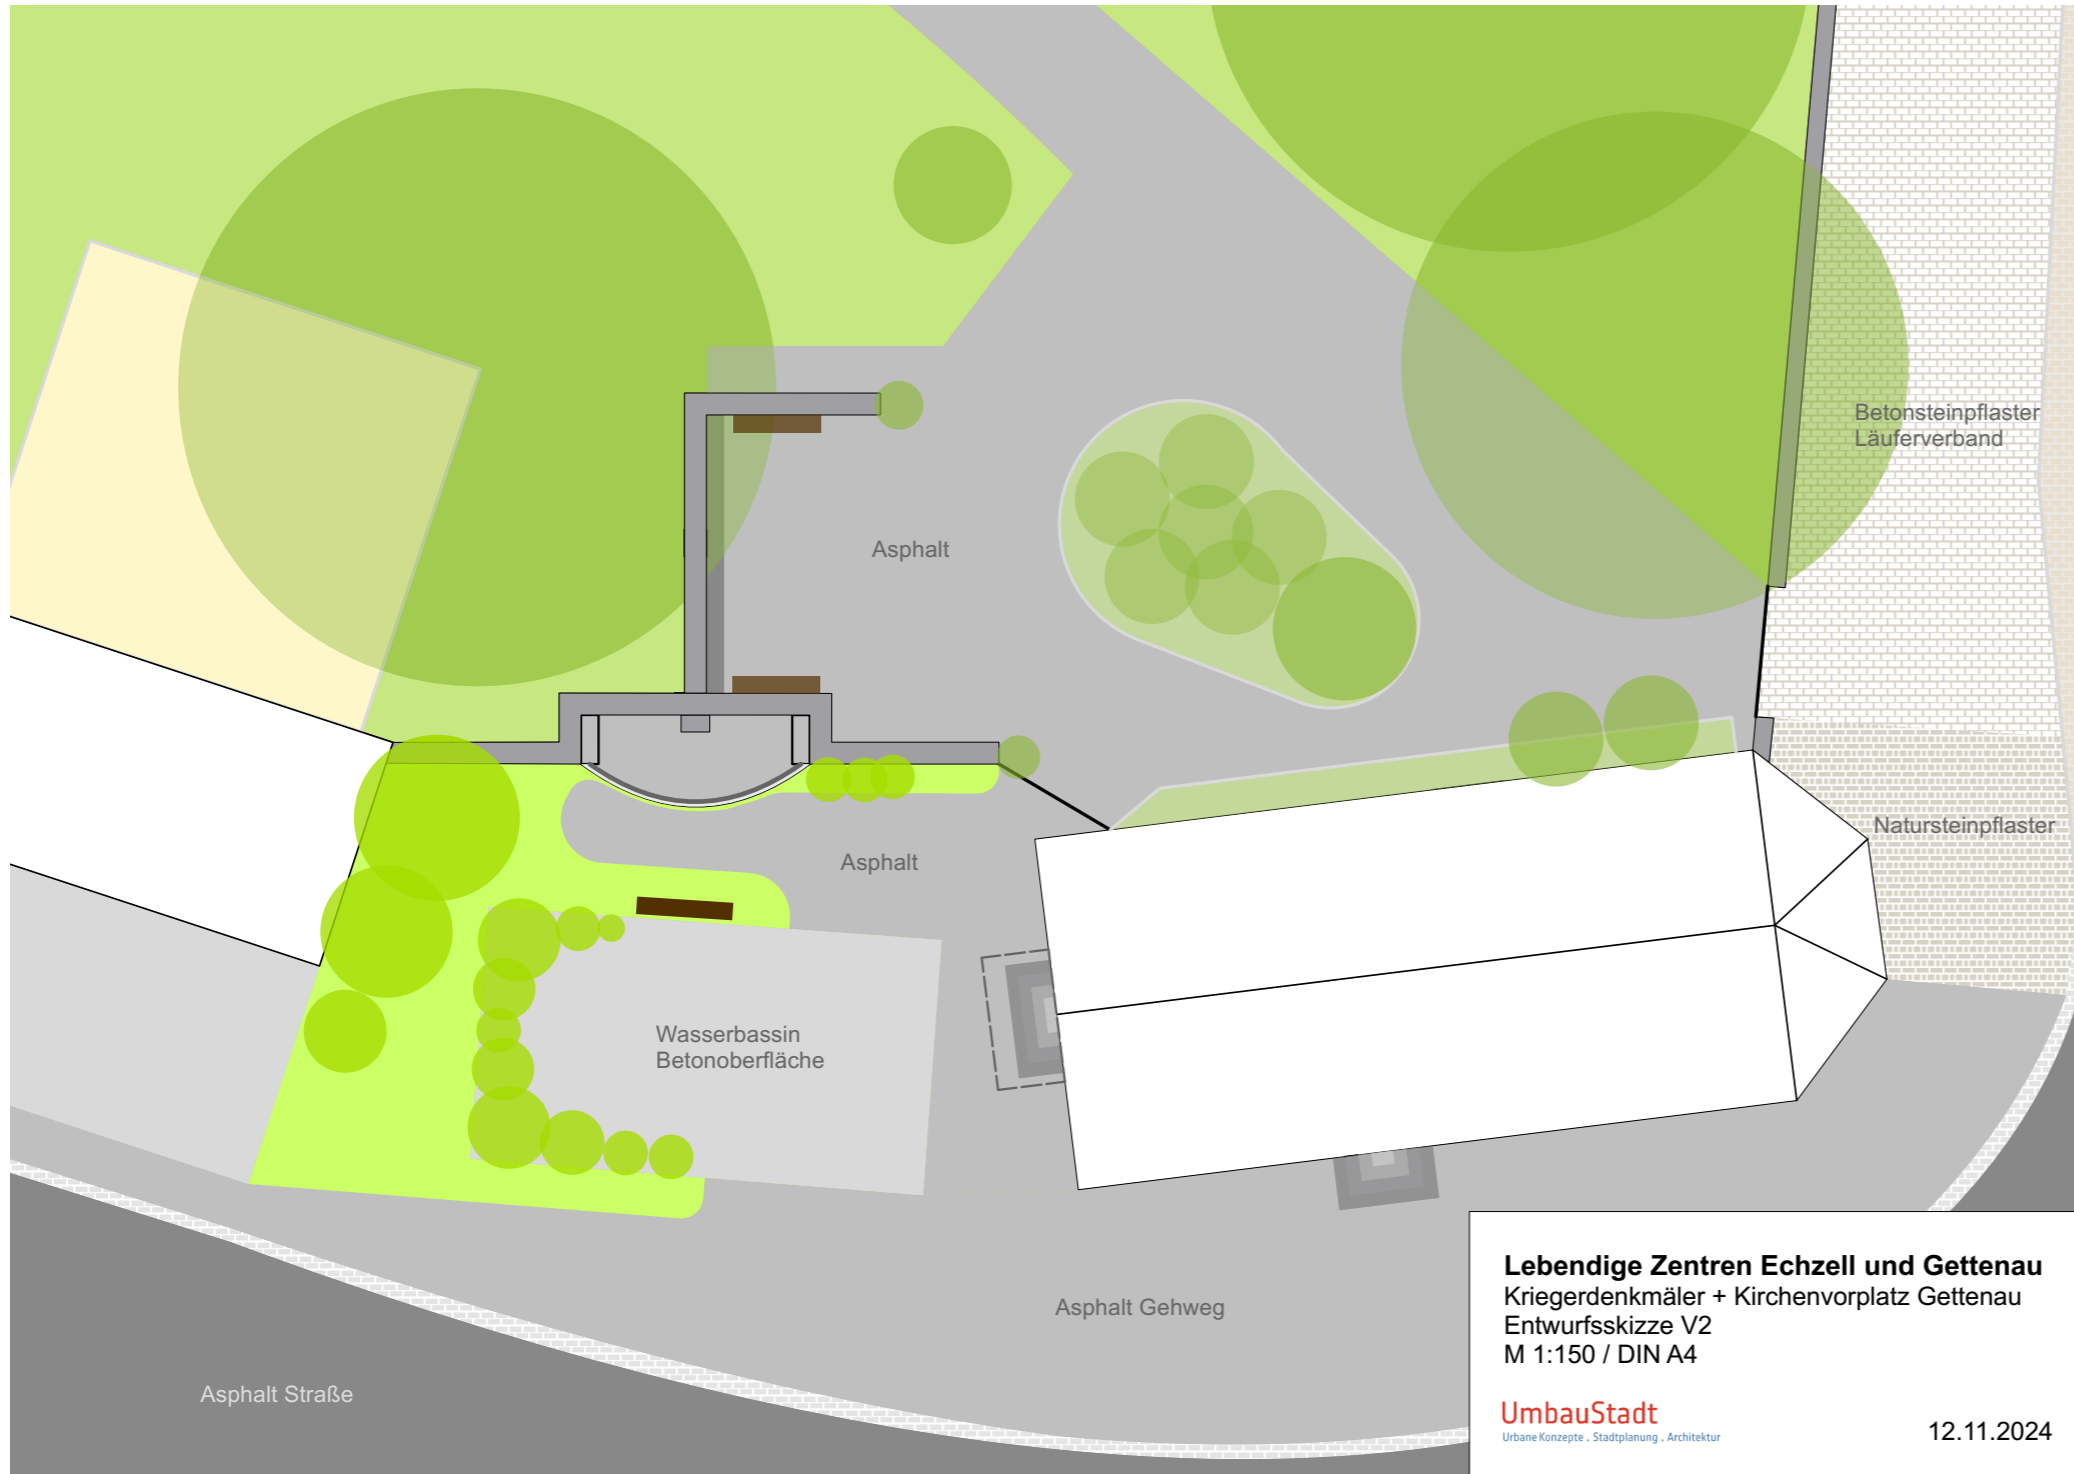 Betonsteinpflaster
Läuferverband
Asphalt
Natursteinpflaster
Asphalt
Wasserbassin
Betonoberfläche
Asphalt Gehweg
Asphalt Straße
Lebendige Zentren Echzell und Gettenau
Kriegerdenkmäler + Kirchenvorplatz Gettenau
Entwurfsskizze V2
M 1:150 / DIN A4
UmbauStadt
Urbane Konzepte . Stadtplanung . Architektur
12.11.2024